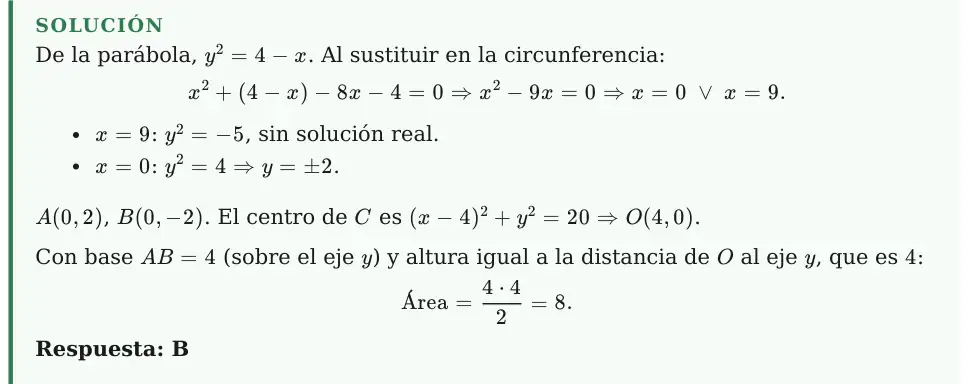 SOLUCIÓN
De la parábola, y² = 4 − x. Al sustituir en la circunferencia:
x² + (4 − x) − 8x − 4 = 0 ⇒ x² − 9x = 0 ⇒ x = 0 ∨ x = 9.
• x = 9: y² = −5, sin solución real.
• x = 0: y² = 4 ⇒ y = ±2.
A(0, 2), B(0, −2). El centro de C es (x − 4)² + y² = 20 ⇒ O(4, 0).
Con base AB = 4 (sobre el eje y) y altura igual a la distancia de O al eje y, que es 4:
Área = 4 · 4 / 2 = 8.
Respuesta: B